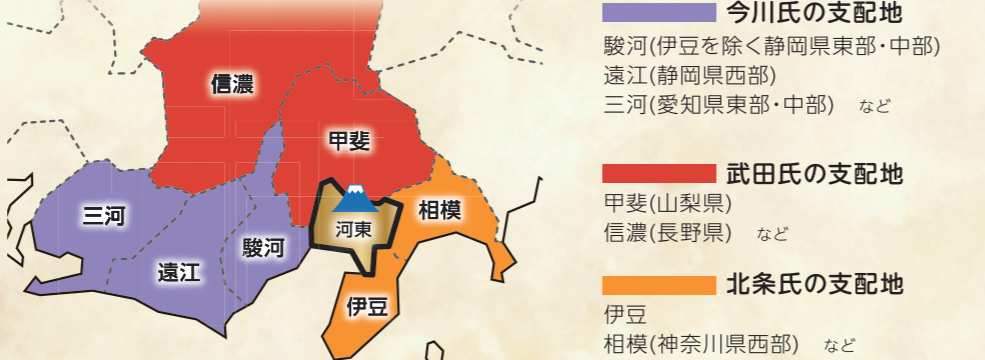 信濃
甲斐
三河
遠江
駿河
河東
相模
伊豆
今川氏の支配地
駿河(伊豆を除く静岡県東部・中部)
遠江(静岡県西部)
三河(愛知県東部・中部) など
武田氏の支配地
甲斐(山梨県)
信濃(長野県) など
北条氏の支配地
伊豆
相模(神奈川県西部) など